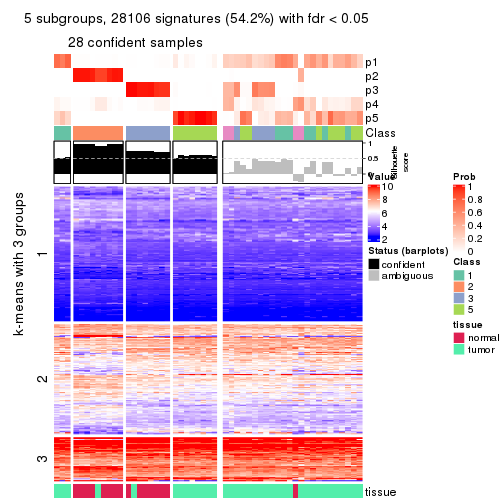 5 subgroups, 28106 signatures (54.2%) with fdr < 0.05
28 confident samples
p1
p2
p3
p4
p5
Class
1
0.5
0
Silhouette
score
k-means with 3 groups
1
2
3
tissue
Value
10
8
6
4
2
Status (barplots)
confident
ambiguous
Prob
1
0.8
0.6
0.4
0.2
0
Class
1
2
3
5
tissue
normal
tumor